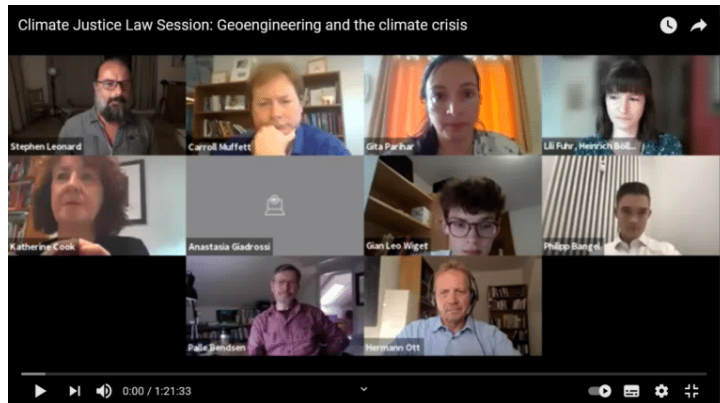 Climate Justice Law Session: Geoengineering and the climate crisis
Stephen Leonard
Carroll Muffett
Gita Parihar
Lili Fuhr, Heinrich Böll...
Katherine Cook
Anastasia Giadrossi
Gian Leo Wiget
Philipp Bangel
Palle Bendsen
Hermann Ott
0:00 / 1:21:33